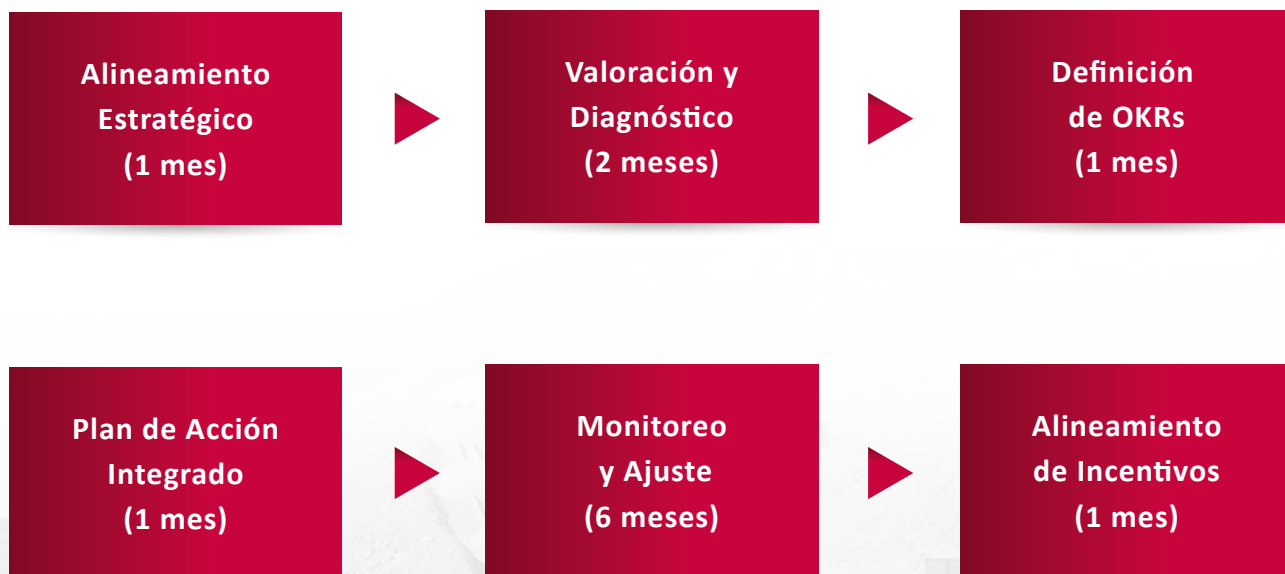 Alineamiento
Estratégico
(1 mes)
Valoración y
Diagnóstico
(2 meses)
Definición
de OKRs
(1 mes)
Plan de Acción
Integrado
(1 mes)
Monitoreo
y Ajuste
(6 meses)
Alineamiento
de Incentivos
(1 mes)